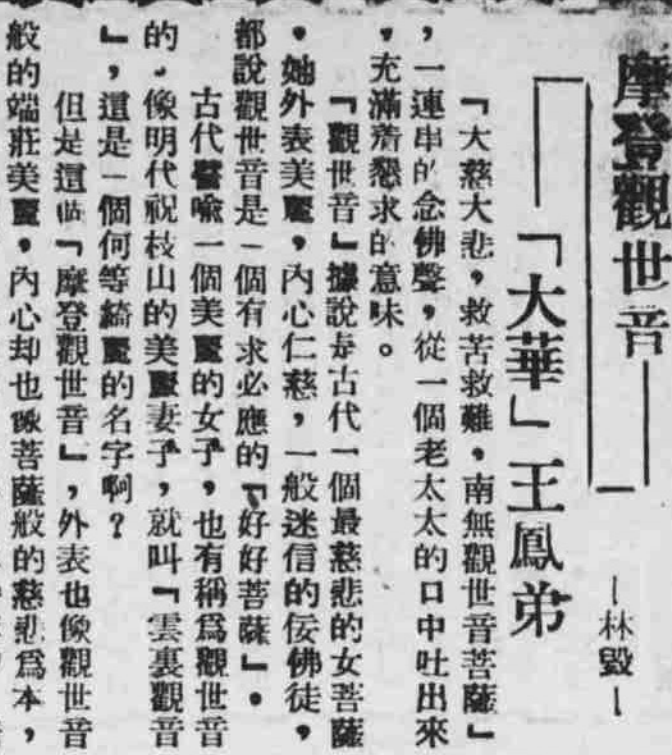 摩登觀世音——
——「大華」王鳳弟
—林毅—
『大慈大悲，救苦救難，南無觀世音菩薩』
，一連串的念佛聲，從一個老太太的口中吐出來
，充滿着懇求的意味。
『觀世音』據說是古代一個最慈悲的女菩薩
，她外表美麗，內心仁慈，一般迷信的佞佛徒，
都說觀世音是一個有求必應的『好好菩薩』。
古代譬喻一個美麗的女子，也有稱爲觀世音
的，像明代祝枝山的美麗妻子，就叫『雲裏觀音
』，這是一個何等綺麗的名字啊？
但是這臨『摩登觀世音』，外表也像觀世音
般的端莊美麗，內心却也像菩薩般的慈悲爲本，